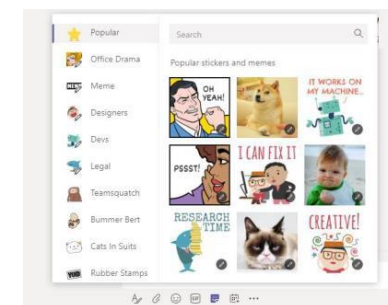 Popular
Office Drama
Meme
Designers
Devs
Legal
Teamsquatch
Bummer Bert
Cats In Suits
Rubber Stamps
Search
Popular stickers and memes
OH
YEAH!
IT WORKS ON
MY MACHINE...
PSSST!
I CAN FIX IT
RESEARCH
TIME
CREATIVE!
GIF